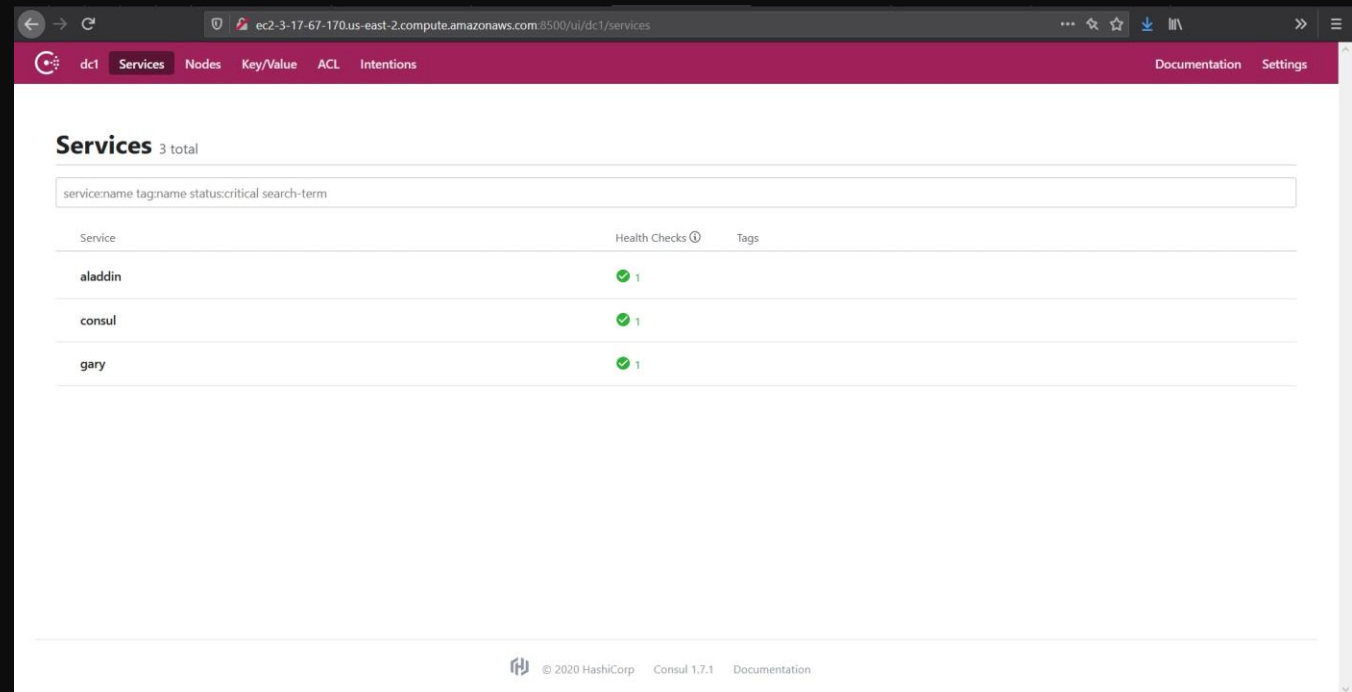 ec2-3-17-67-170.us-east-2.compute.amazonaws.com:8500/ui/dc1/services
dc1 Services Nodes Key/Value ACL Intentions Documentation Settings
Services 3 total
service:name tag:name status:critical search-term
Service Health Checks Tags
aladdin 1
consul 1
gary 1
© 2020 HashiCorp Consul 1.7.1 Documentation